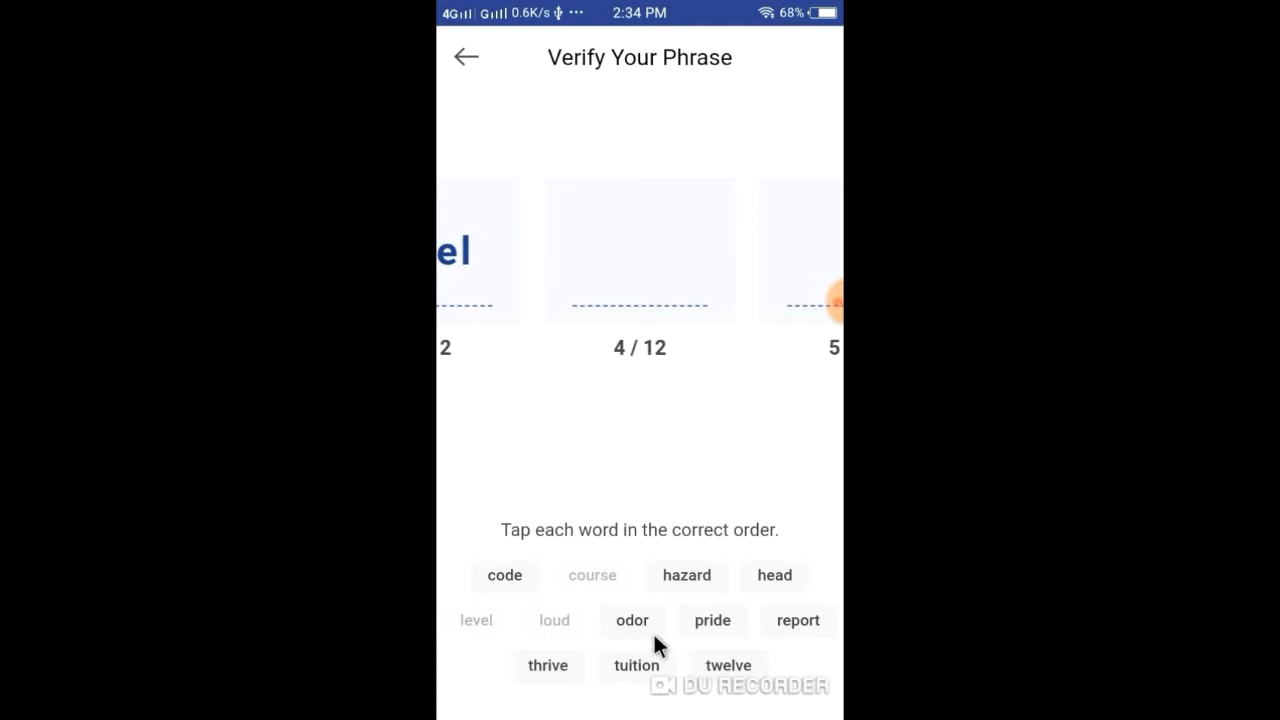 4G G 0.6K/s ... 2:34 PM 68%
Verify Your Phrase
el
2 4 / 12 5
Tap each word in the correct order.
code course hazard head
level loud odor pride report
thrive tuition twelve
DU RECORDER